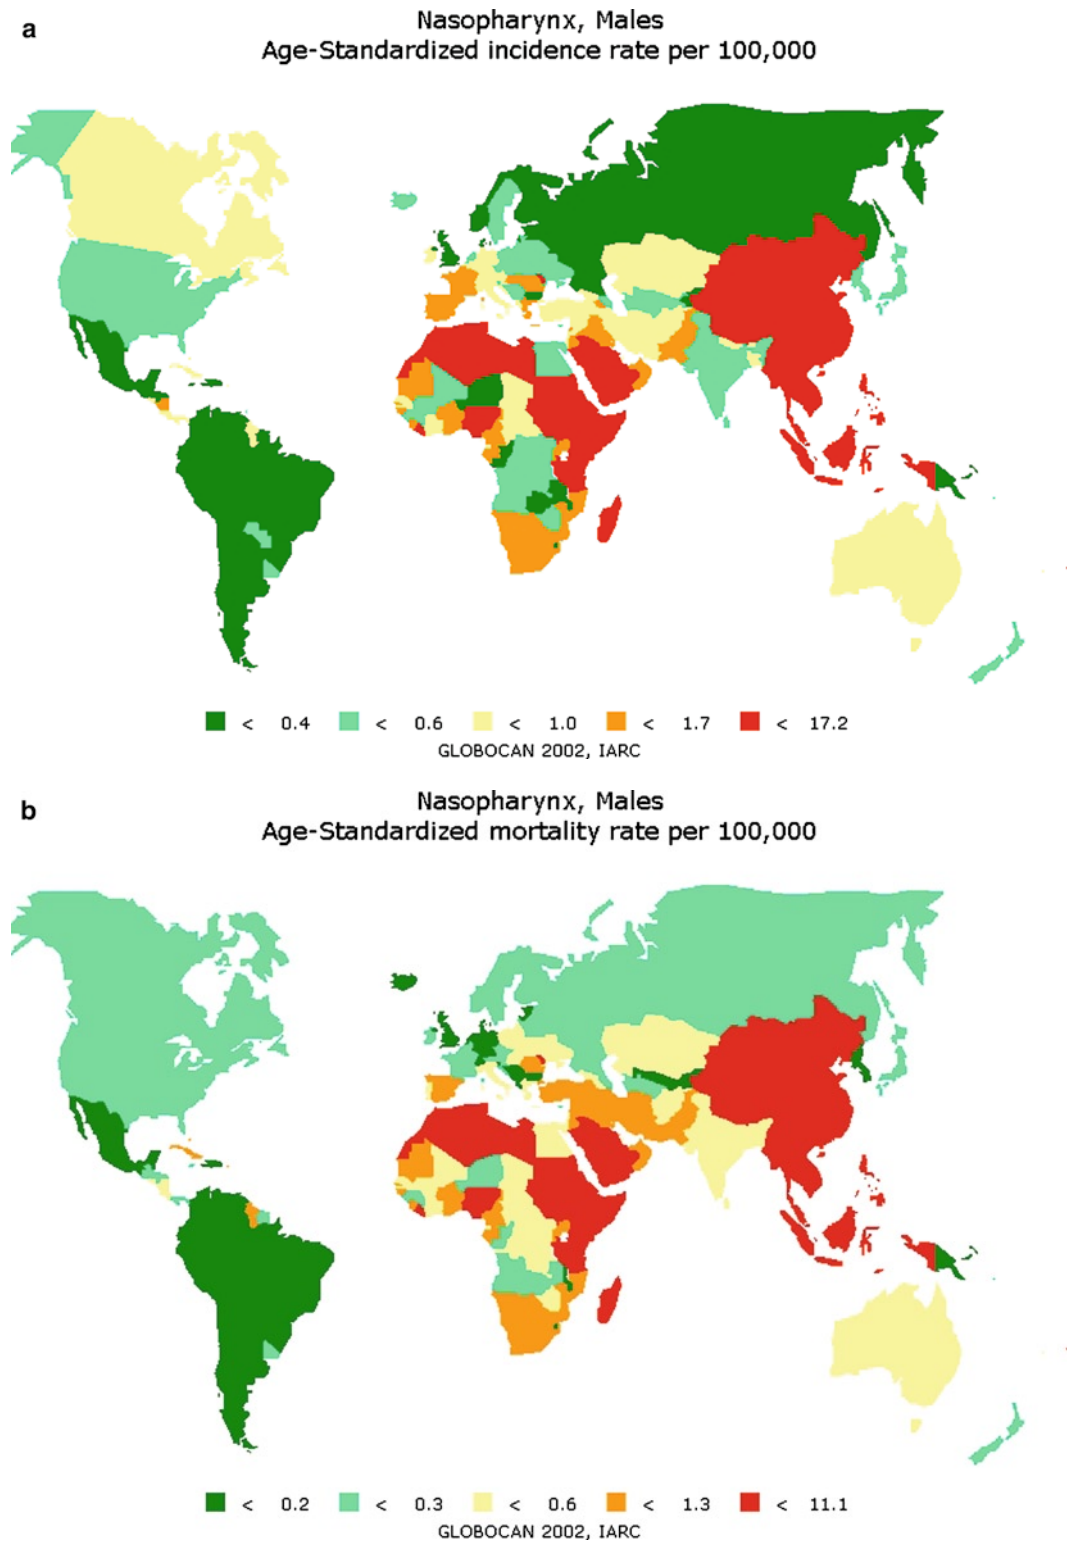 a
Nasopharynx, Males
Age-Standardized incidence rate per 100,000
< 0.4 < 0.6 < 1.0 < 1.7 < 17.2
GLOBOCAN 2002, IARC
b
Nasopharynx, Males
Age-Standardized mortality rate per 100,000
< 0.2 < 0.3 < 0.6 < 1.3 < 11.1
GLOBOCAN 2002, IARC